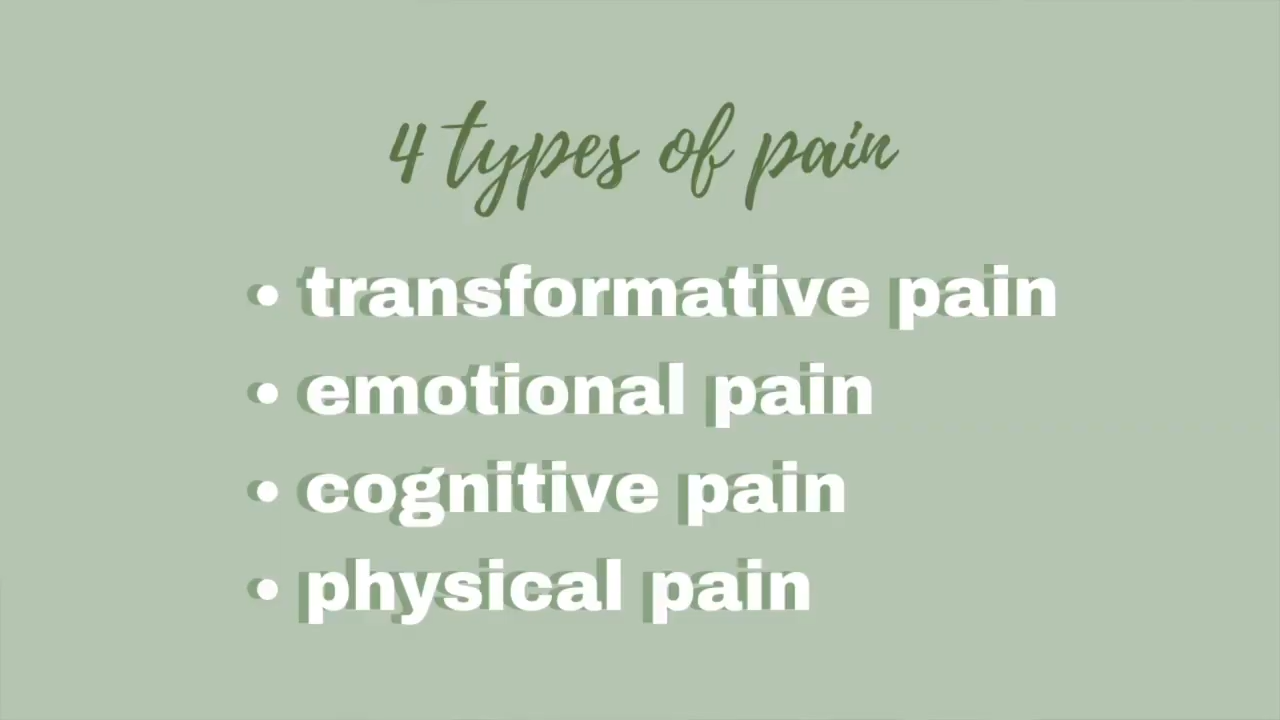 4 types of pain
• transformative pain
• emotional pain
• cognitive pain
• physical pain